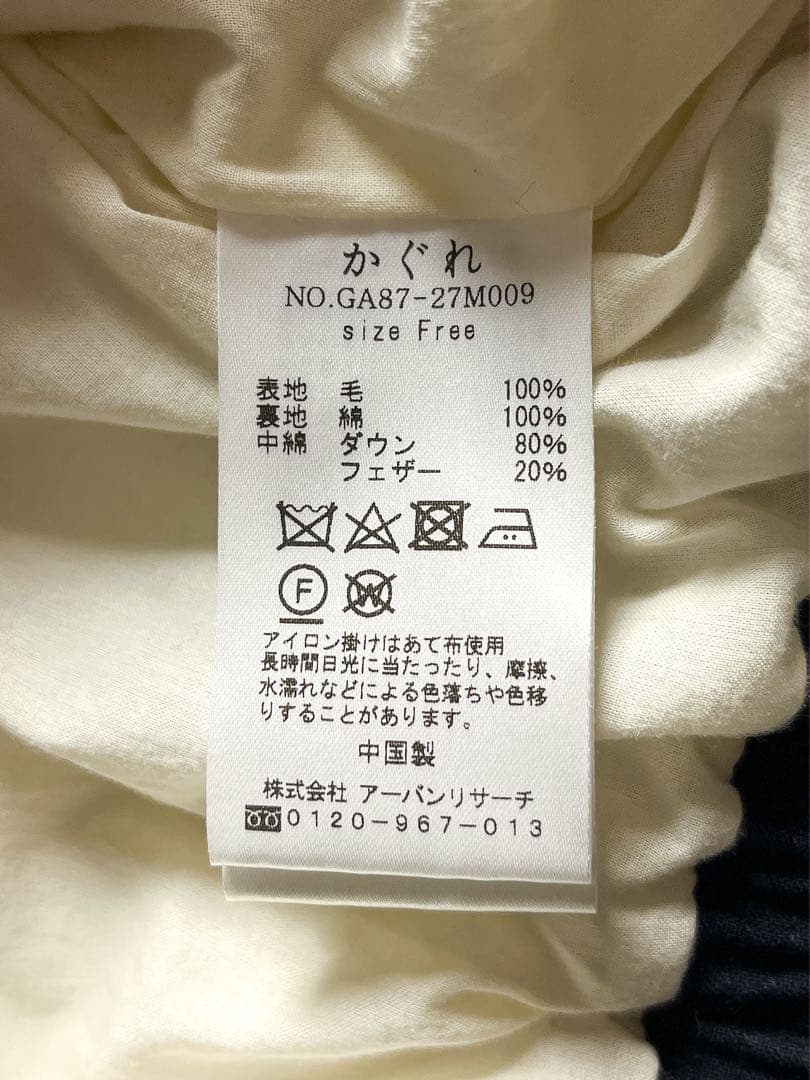 かぐれ
NO.GA87-27M009
size Free
表地 毛 100%
裏地 綿 100%
中綿 ダウン 80%
フェザー 20%
F W
アイロン掛けはあて布使用
長時間日光に当たったり、摩擦、
水濡れなどによる色落ちや色移
りすることがあります。
中国製
株式会社 アーバンリサーチ
0120-967-013